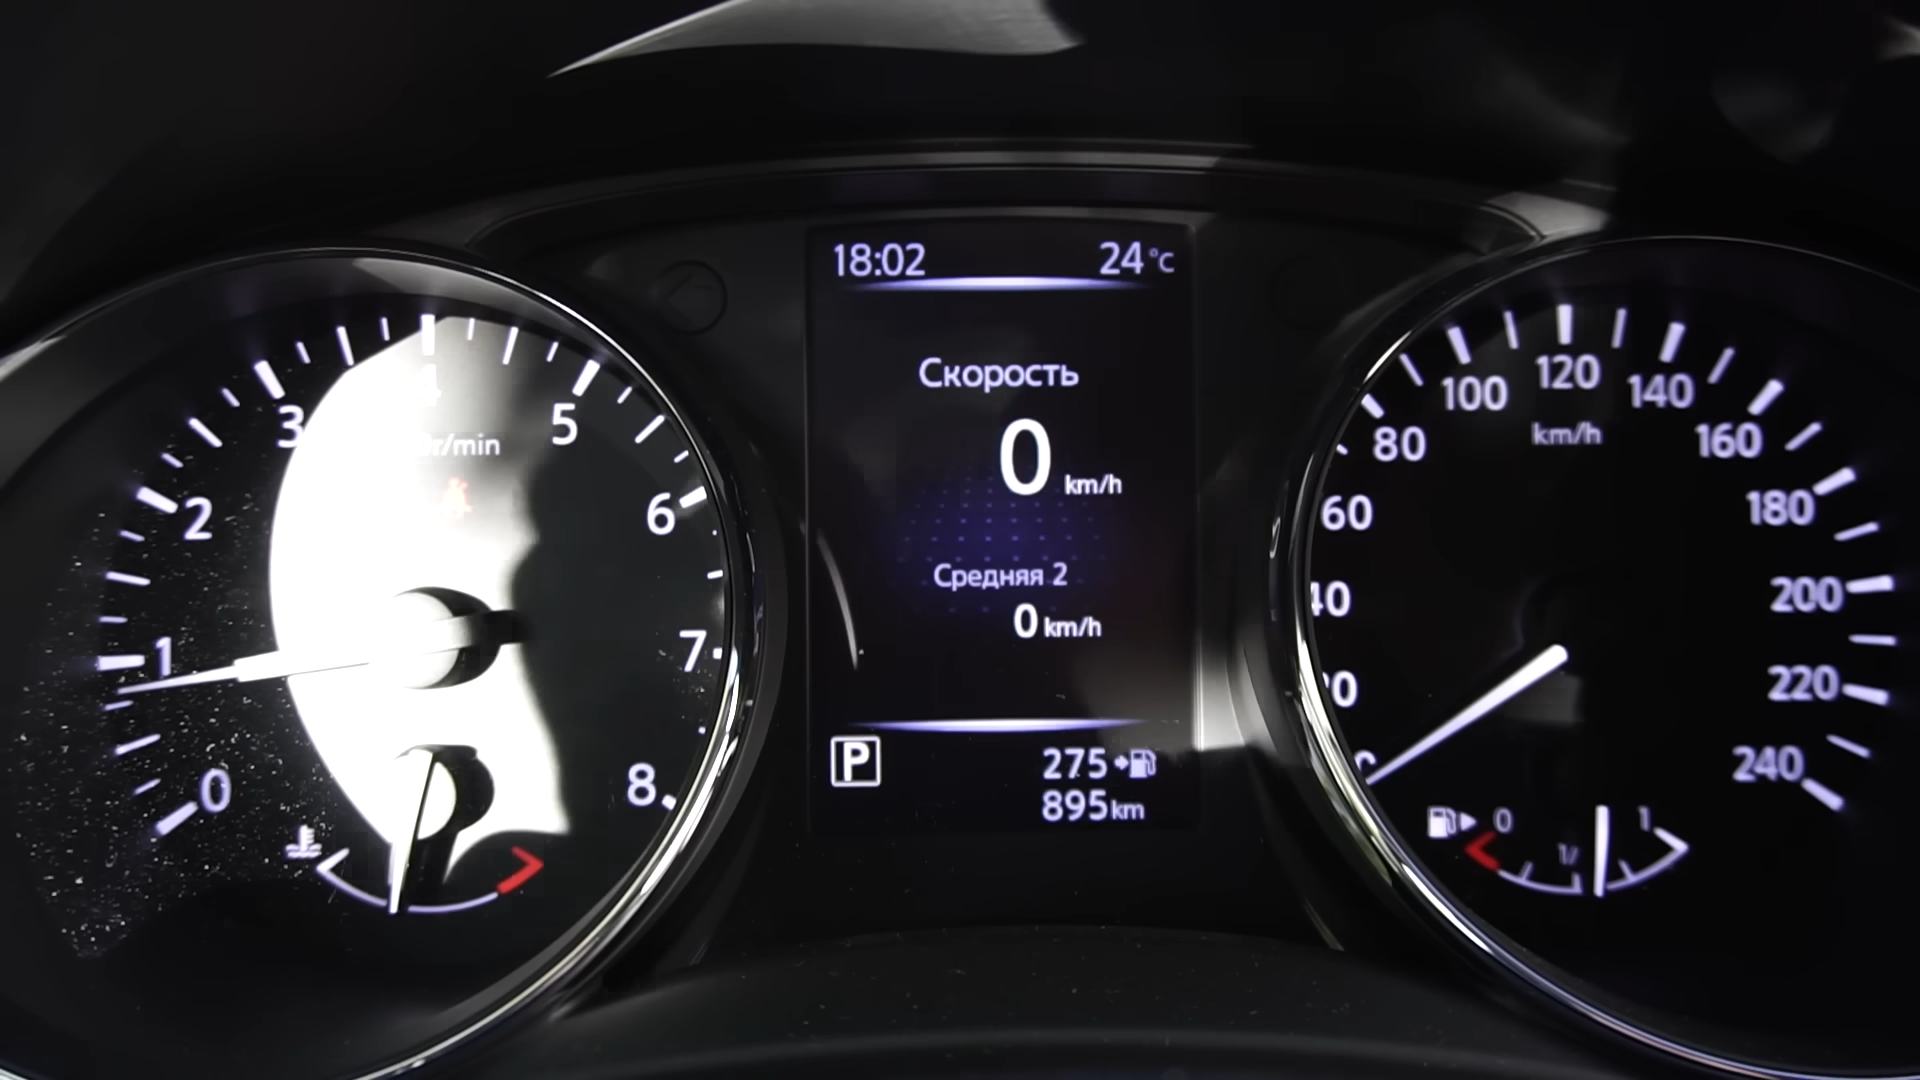 18:02 24 °C
Скорость
0 km/h
Средняя 2
0 km/h
P 275
895 km
0 1 2 3 4 5 6 7 8
r/min
60 80 100 120 140 160 180 200 220 240
km/h
0 1